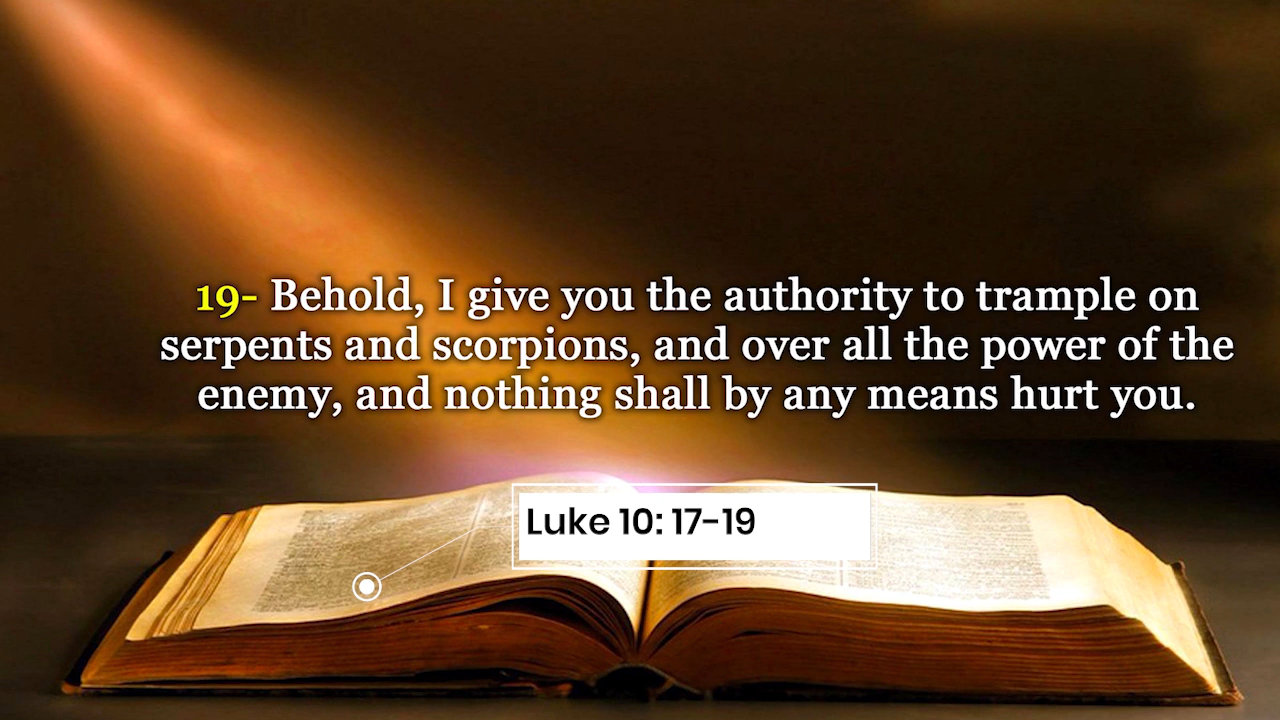 19- Behold, I give you the authority to trample on
serpents and scorpions, and over all the power of the
enemy, and nothing shall by any means hurt you.
Luke 10: 17-19